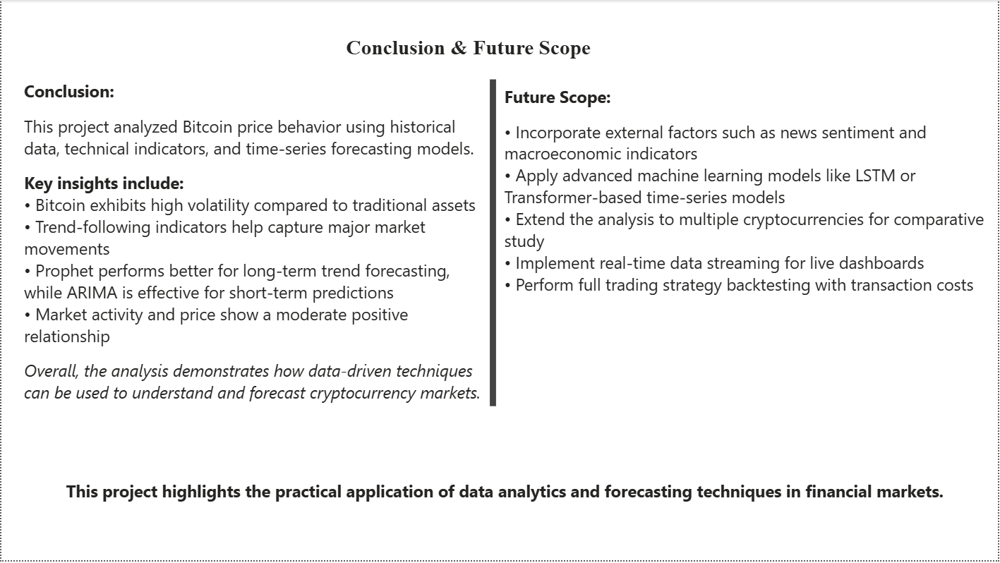 Conclusion & Future Scope
Conclusion:
This project analyzed Bitcoin price behavior using historical
data, technical indicators, and time-series forecasting models.
Key insights include:
• Bitcoin exhibits high volatility compared to traditional assets
• Trend-following indicators help capture major market
movements
• Prophet performs better for long-term trend forecasting,
while ARIMA is effective for short-term predictions
• Market activity and price show a moderate positive
relationship
Overall, the analysis demonstrates how data-driven techniques
can be used to understand and forecast cryptocurrency markets.
Future Scope:
• Incorporate external factors such as news sentiment and
macroeconomic indicators
• Apply advanced machine learning models like LSTM or
Transformer-based time-series models
• Extend the analysis to multiple cryptocurrencies for comparative
study
• Implement real-time data streaming for live dashboards
• Perform full trading strategy backtesting with transaction costs
This project highlights the practical application of data analytics and forecasting techniques in financial markets.